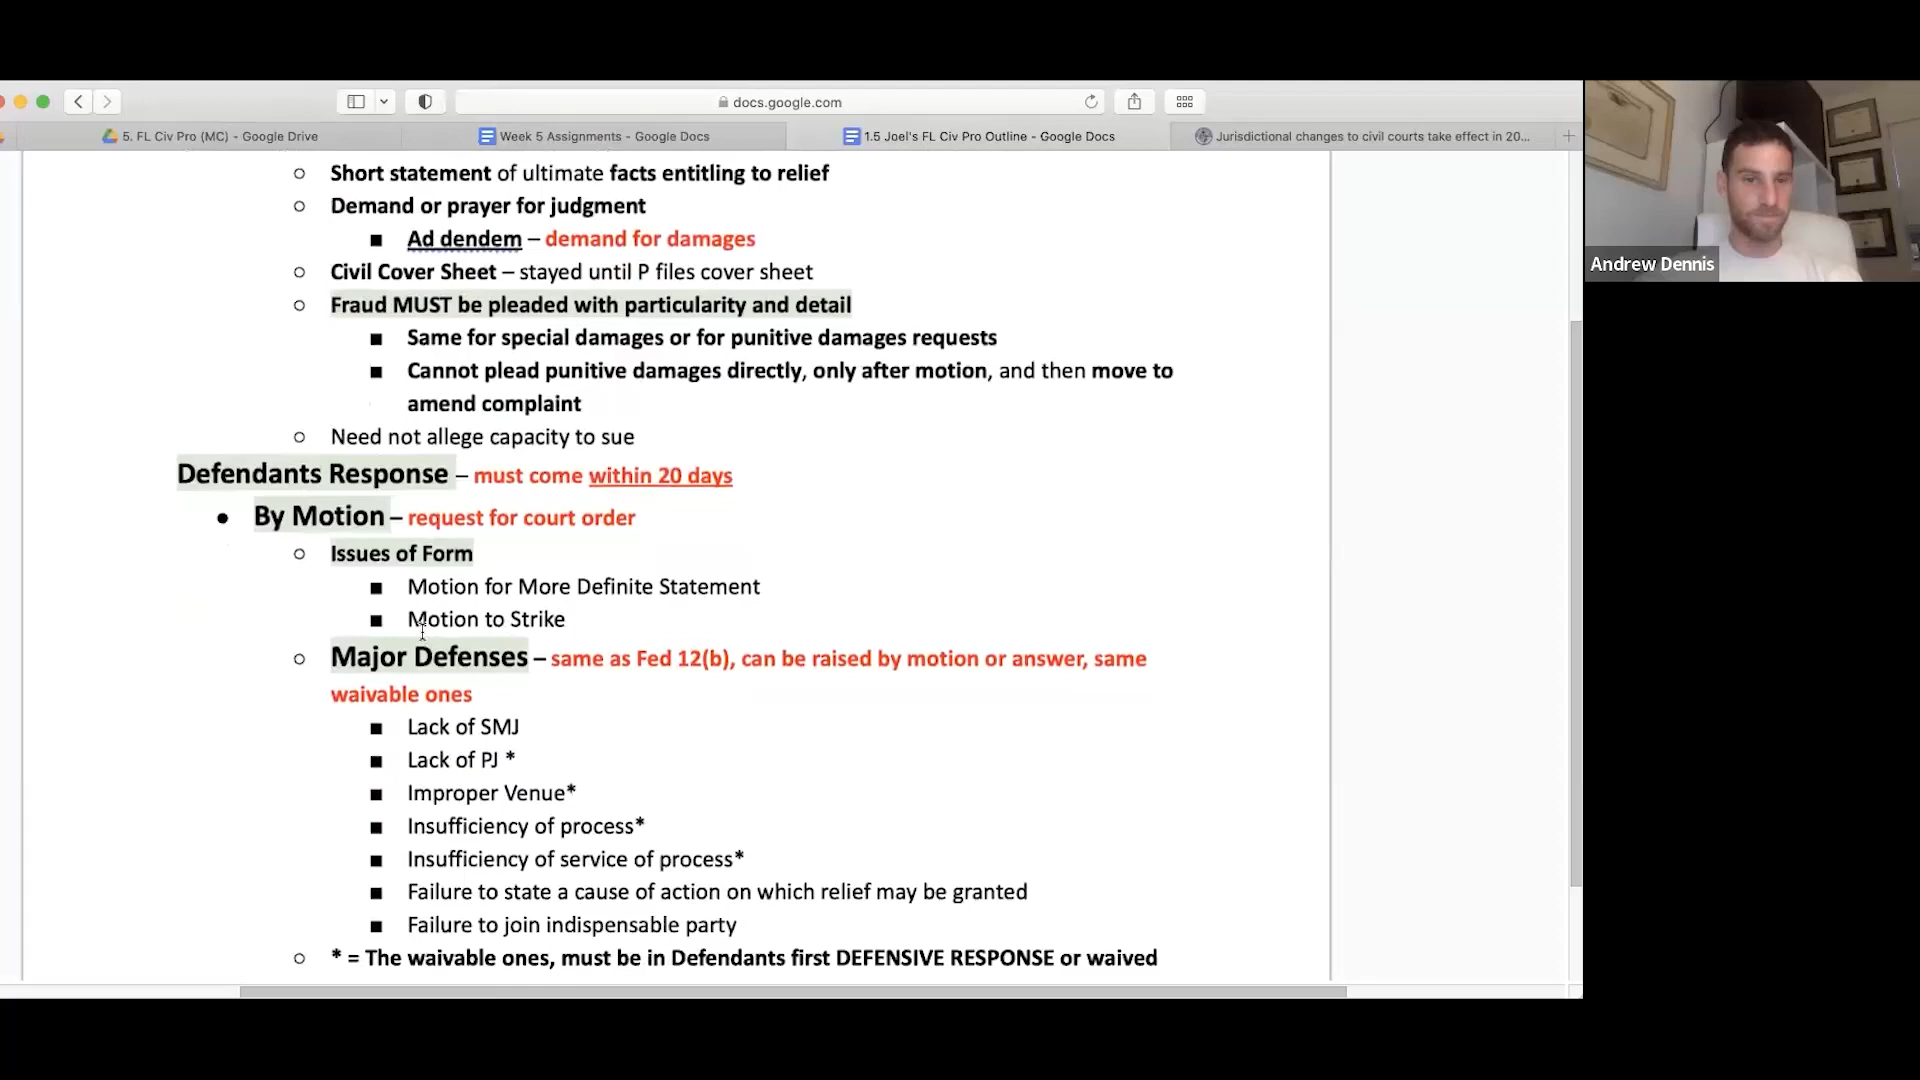 docs.google.com
5. FL Civ Pro (MC) - Google Drive
Week 5 Assignments - Google Docs
1.5 Joel's FL Civ Pro Outline - Google Docs
Jurisdictional changes to civil courts take effect in 20...
Andrew Dennis
○ Short statement of ultimate facts entitling to relief
○ Demand or prayer for judgment
■ Ad dendem – demand for damages
○ Civil Cover Sheet – stayed until P files cover sheet
○ Fraud MUST be pleaded with particularity and detail
■ Same for special damages or for punitive damages requests
■ Cannot plead punitive damages directly, only after motion, and then move to
amend complaint
○ Need not allege capacity to sue
Defendants Response – must come within 20 days
● By Motion – request for court order
○ Issues of Form
■ Motion for More Definite Statement
■ Motion to Strike
○ Major Defenses – same as Fed 12(b), can be raised by motion or answer, same
waivable ones
■ Lack of SMJ
■ Lack of PJ *
■ Improper Venue*
■ Insufficiency of process*
■ Insufficiency of service of process*
■ Failure to state a cause of action on which relief may be granted
■ Failure to join indispensable party
○ * = The waivable ones, must be in Defendants first DEFENSIVE RESPONSE or waived